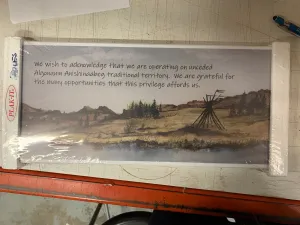 We wish to acknowledge that we are operating on unceded
Algonquin Anishinaabeg traditional territory. We are grateful for
the many opportunities that this privilege affords us.